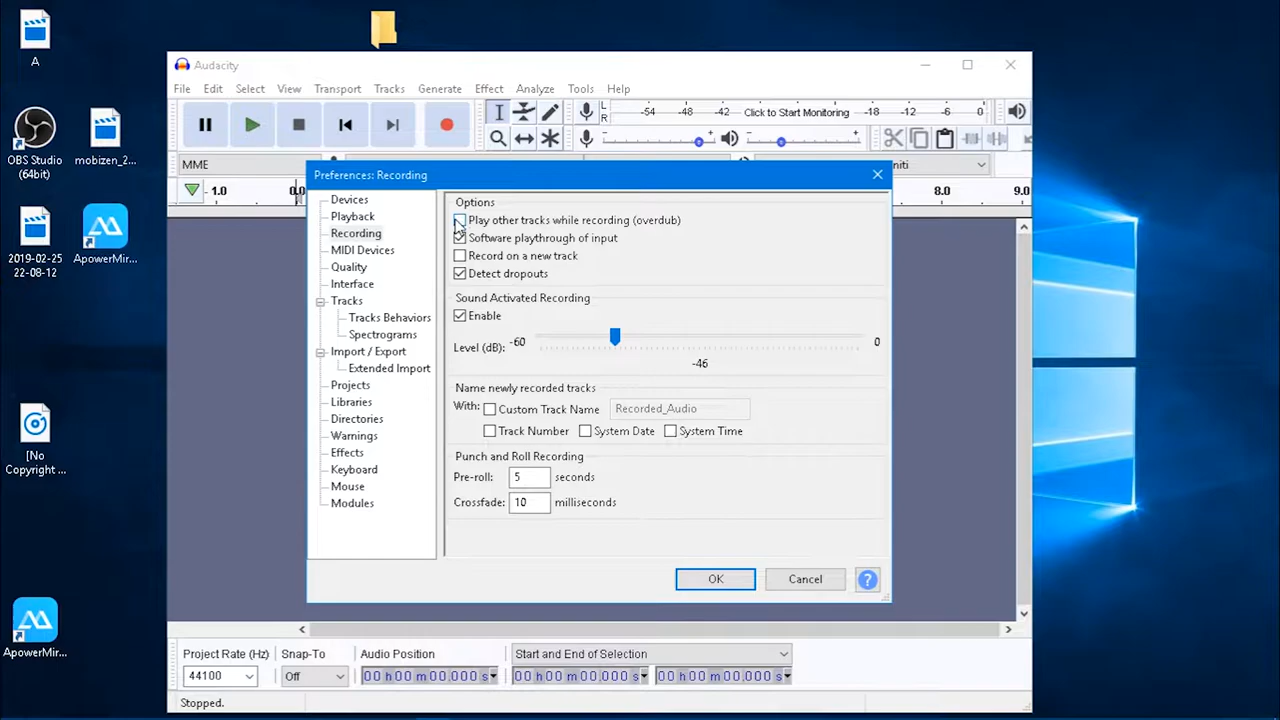 A
OBS Studio
(64bit)
mobizen_2...
2019-02-25
22-08-12
ApowerMir...
[No
Copyright ...
ApowerMir...
Audacity
File Edit Select View Transport Tracks Generate Effect Analyze Tools Help
L
R
-54 -48 -42 Click to Start Monitoring -18 -12 -6 0
- + - +
MME
1.0 0.0 8.0 9.0
Preferences: Recording
Devices
Playback
Recording
MIDI Devices
Quality
Interface
Tracks
Tracks Behaviors
Spectrograms
Import / Export
Extended Import
Projects
Libraries
Directories
Warnings
Effects
Keyboard
Mouse
Modules
Options
Play other tracks while recording (overdub)
Software playthrough of input
Record on a new track
Detect dropouts
Sound Activated Recording
Enable
Level (dB): -60 0
-46
Name newly recorded tracks
With: Custom Track Name Recorded_Audio
Track Number System Date System Time
Punch and Roll Recording
Pre-roll: 5 seconds
Crossfade: 10 milliseconds
OK Cancel ?
Project Rate (Hz) Snap-To Audio Position Start and End of Selection
44100 Off 00 h 00 m 00.000 s 00 h 00 m 00.000 s 00 h 00 m 00.000 s
Stopped.